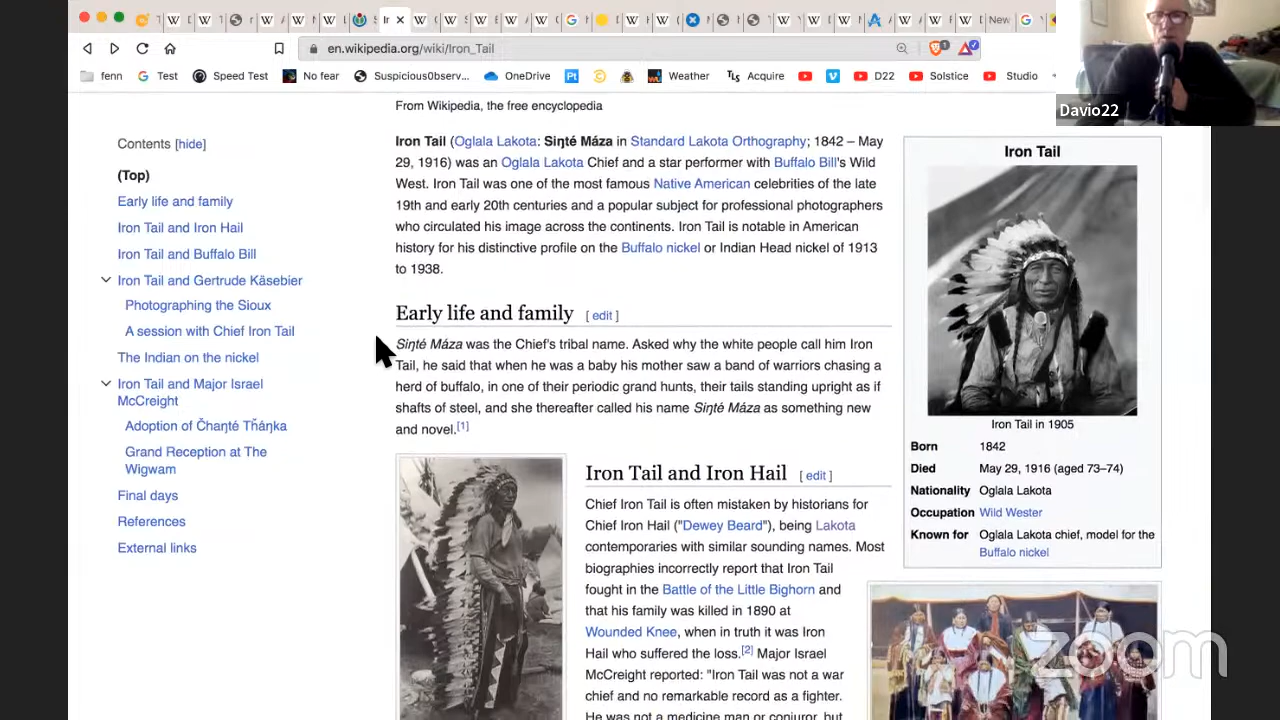 en.wikipedia.org/wiki/Iron_Tail
fenn
Test
Speed Test
No fear
Suspicious0bserv...
OneDrive
Weather
Acquire
D22
Solstice
Studio
Davio22
From Wikipedia, the free encyclopedia
Contents [hide]
(Top)
Early life and family
Iron Tail and Iron Hail
Iron Tail and Buffalo Bill
Iron Tail and Gertrude Käsebier
Photographing the Sioux
A session with Chief Iron Tail
The Indian on the nickel
Iron Tail and Major Israel
McCreight
Adoption of Čhaŋté Tȟáŋka
Grand Reception at The
Wigwam
Final days
References
External links
Iron Tail (Oglala Lakota: Siŋté Máza in Standard Lakota Orthography; 1842 – May
29, 1916) was an Oglala Lakota Chief and a star performer with Buffalo Bill's Wild
West. Iron Tail was one of the most famous Native American celebrities of the late
19th and early 20th centuries and a popular subject for professional photographers
who circulated his image across the continents. Iron Tail is notable in American
history for his distinctive profile on the Buffalo nickel or Indian Head nickel of 1913
to 1938.
Early life and family [ edit ]
Siŋté Máza was the Chief's tribal name. Asked why the white people call him Iron
Tail, he said that when he was a baby his mother saw a band of warriors chasing a
herd of buffalo, in one of their periodic grand hunts, their tails standing upright as if
shafts of steel, and she thereafter called his name Siŋté Máza as something new
and novel.[1]
Iron Tail and Iron Hail [ edit ]
Chief Iron Tail is often mistaken by historians for
Chief Iron Hail ("Dewey Beard"), being Lakota
contemporaries with similar sounding names. Most
biographies incorrectly report that Iron Tail
fought in the Battle of the Little Bighorn and
that his family was killed in 1890 at
Wounded Knee, when in truth it was Iron
Hail who suffered the loss.[2] Major Israel
McCreight reported: "Iron Tail was not a war
chief and no remarkable record as a fighter.
He was not a medicine man or conjuror, but
Iron Tail
Iron Tail in 1905
Born 1842
Died May 29, 1916 (aged 73–74)
Nationality Oglala Lakota
Occupation Wild Wester
Known for Oglala Lakota chief, model for the
Buffalo nickel
zoom